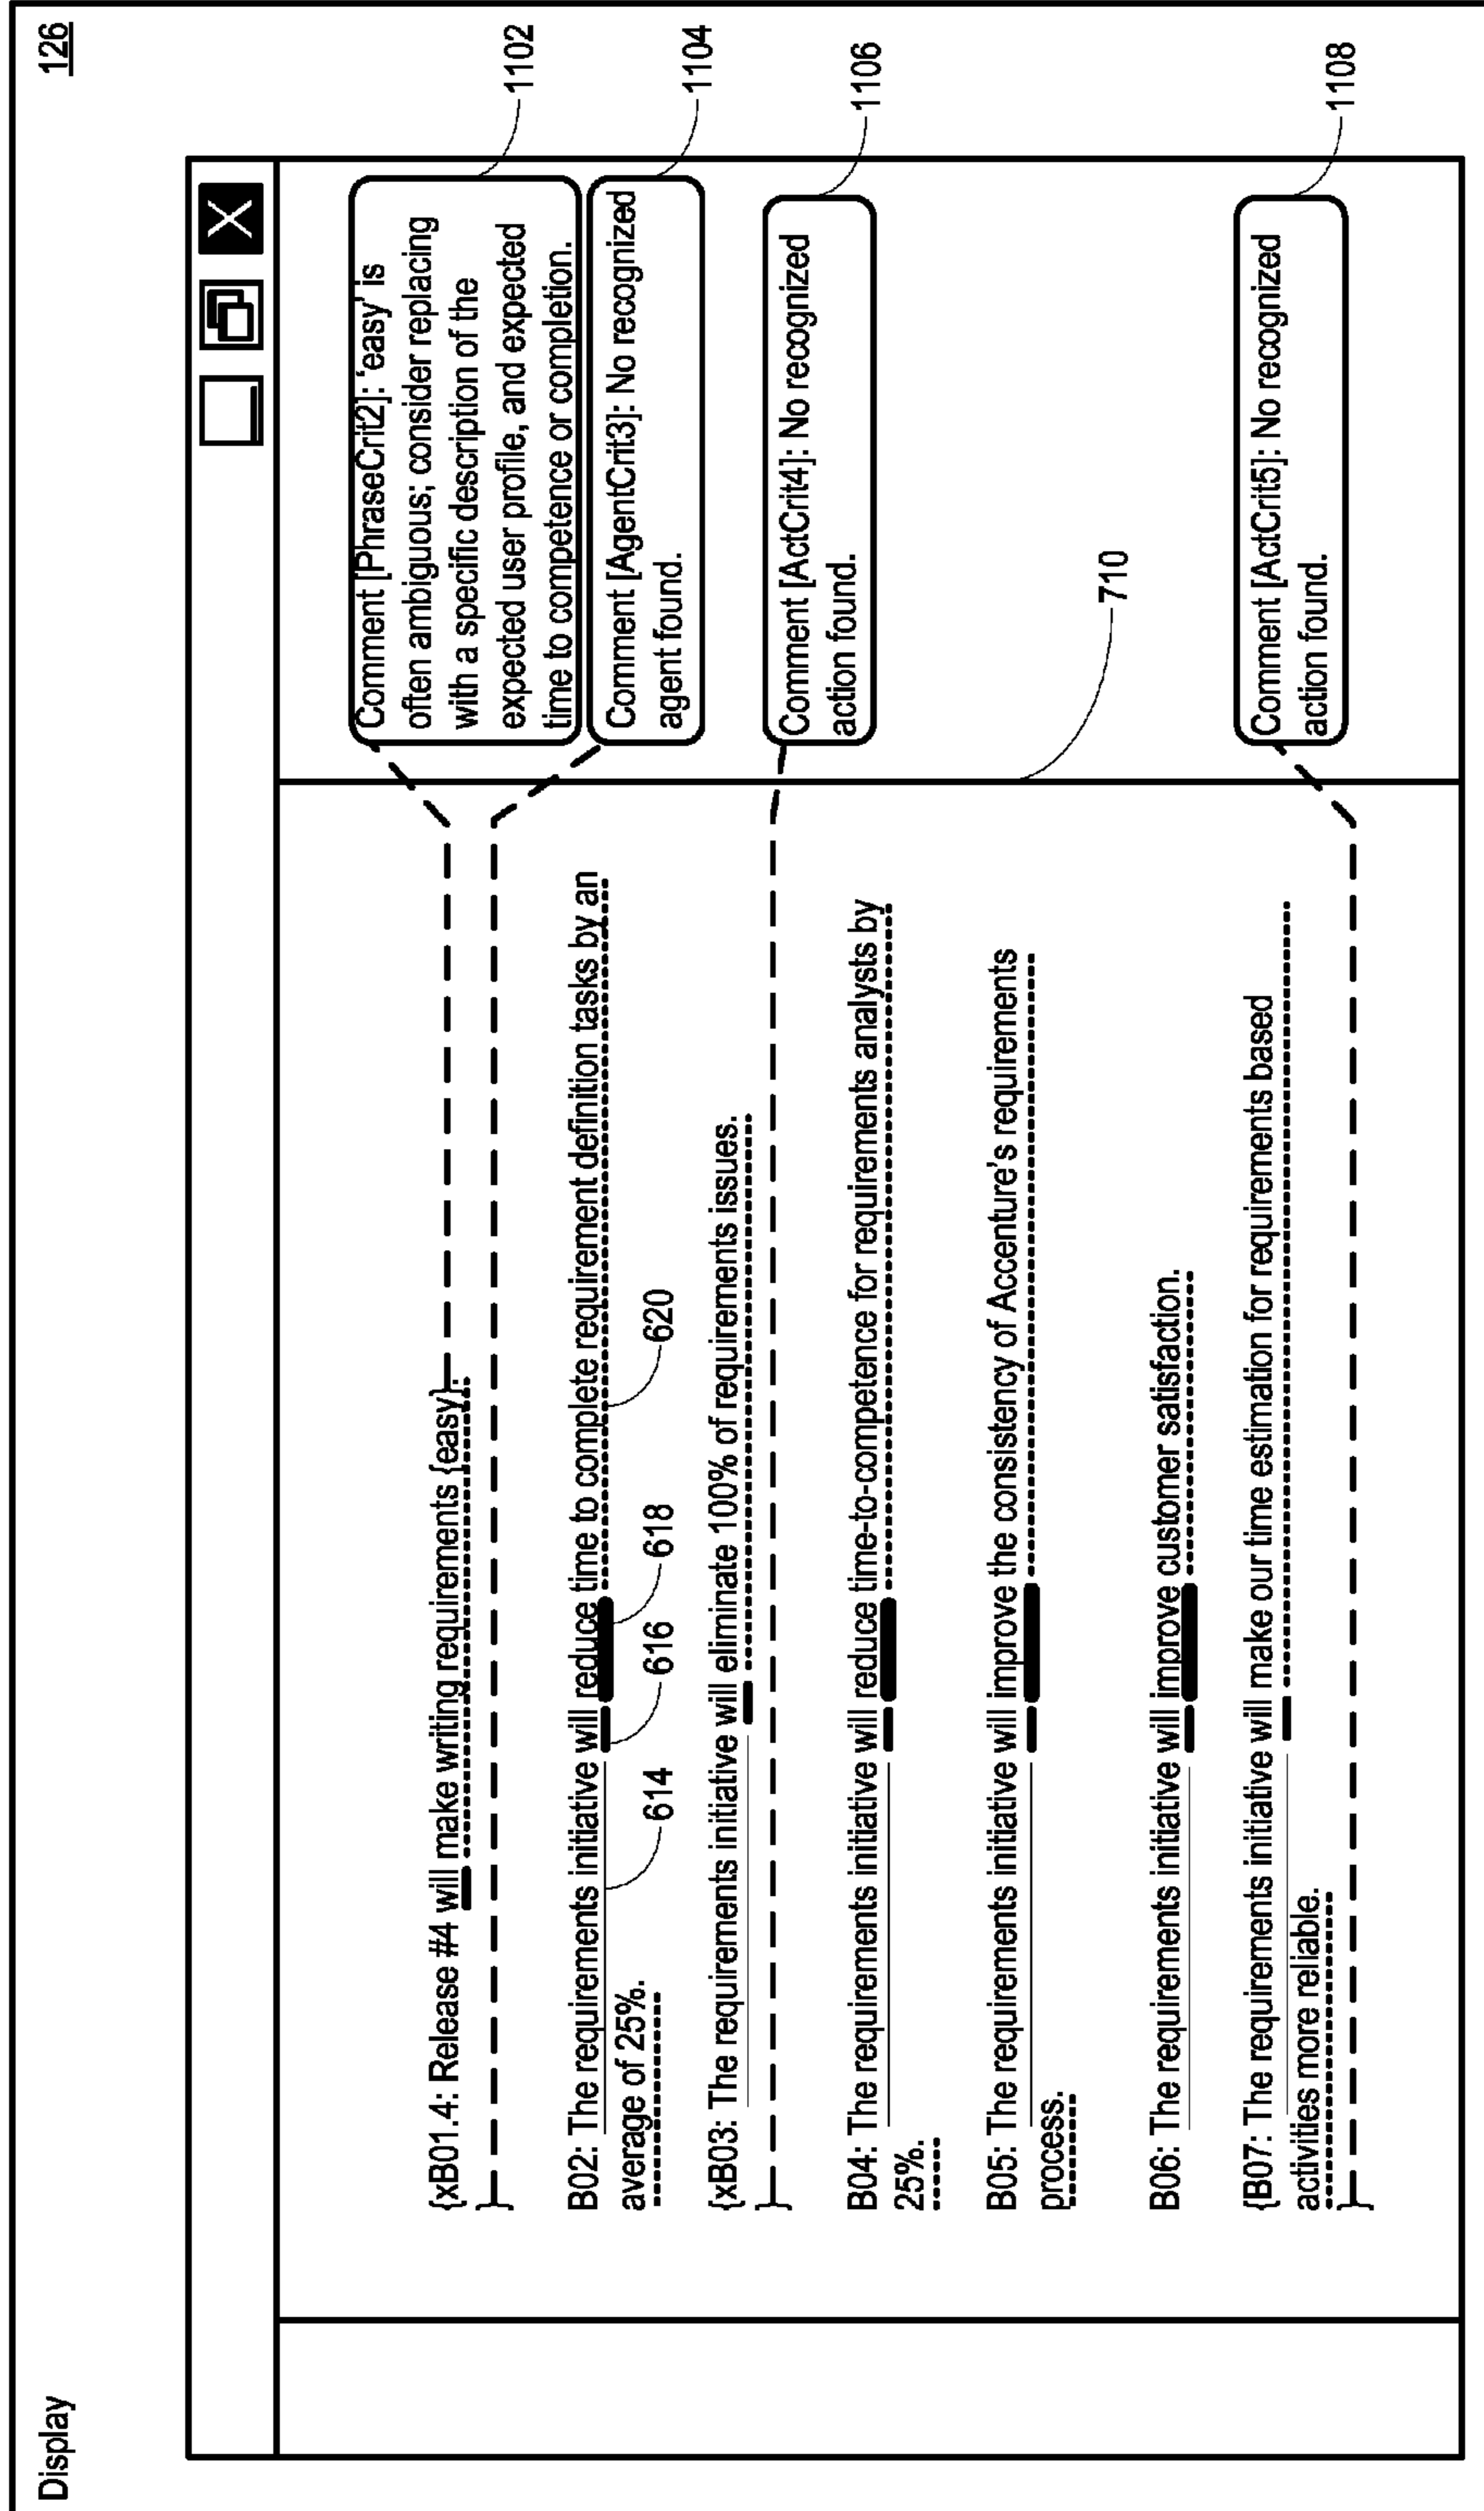 Display
126
{xB01.4: Release #4 will make writing requirements {easy}.
}
B02: The requirements initiative will reduce time to complete requirement definition tasks by an
average of 25%.
614
616
618
620
{xB03: The requirements initiative will eliminate 100% of requirements issues.
}
B04: The requirements initiative will reduce time-to-competence for requirements analysts by
25%.
B05: The requirements initiative will improve the consistency of Accenture's requirements
process.
B06: The requirements initiative will improve customer satisfaction.
{B07: The requirements initiative will make our time estimation for requirements based
activities more reliable.
}
Comment [PhraseCrit2]: 'easy' is
often ambiguous; consider replacing
with a specific description of the
expected user profile, and expected
time to competence or completion.
1102
Comment [AgentCrit3]: No recognized
agent found.
1104
Comment [ActCrit4]: No recognized
action found.
1106
710
Comment [ActCrit5]: No recognized
action found.
1108